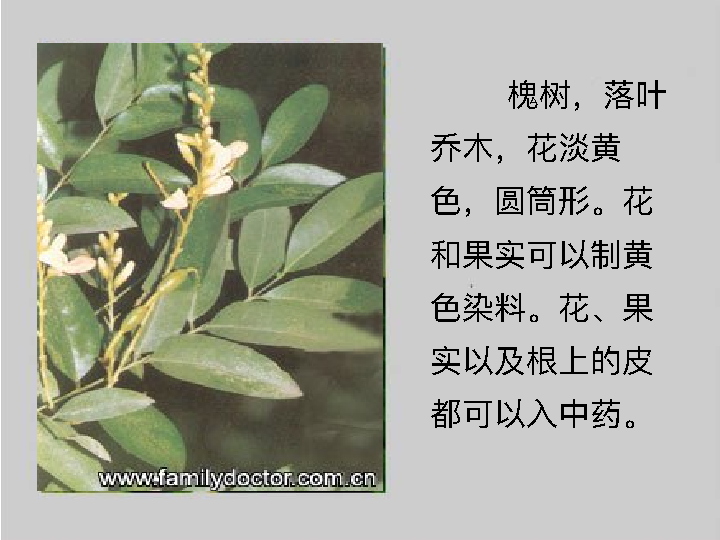 槐树，落叶
乔木，花淡黄
色，圆筒形。花
和果实可以制黄
色染料。花、果
实以及根上的皮
都可以入中药。
www.familydoctor.com.cn